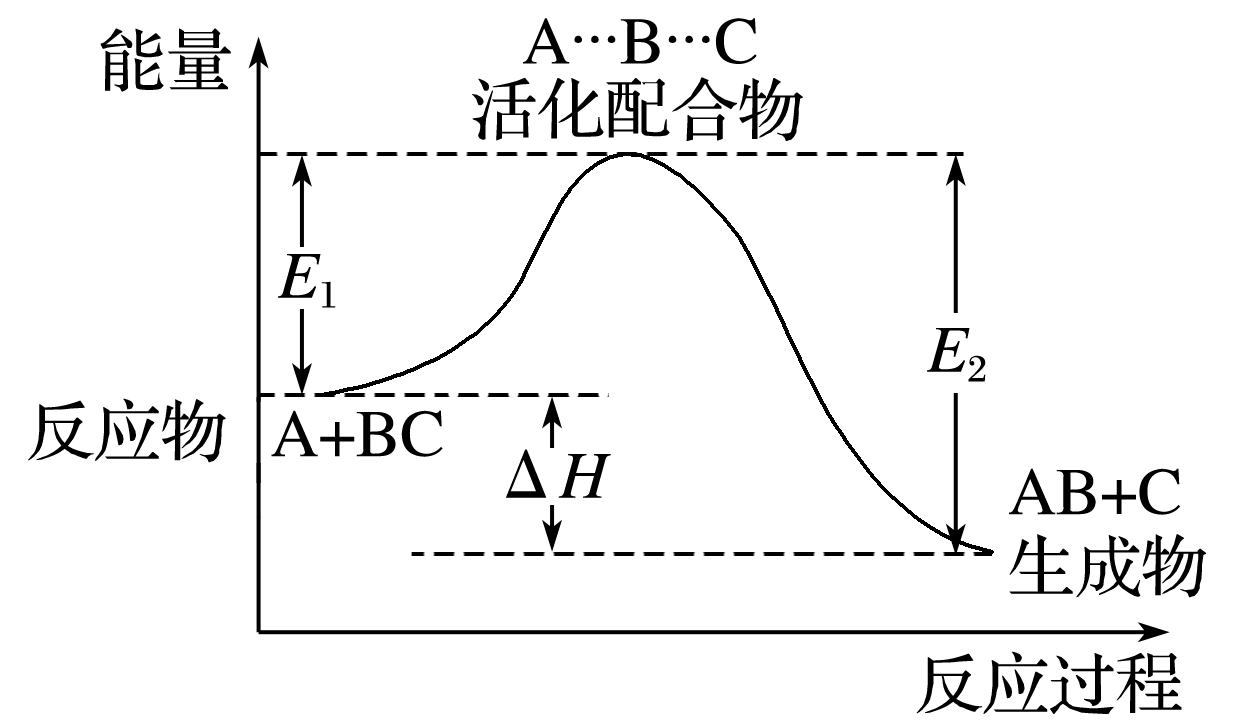 能量
A···B···C
活化配合物
E₁
E₂
反应物
A+BC
ΔH
AB+C
生成物
反应过程